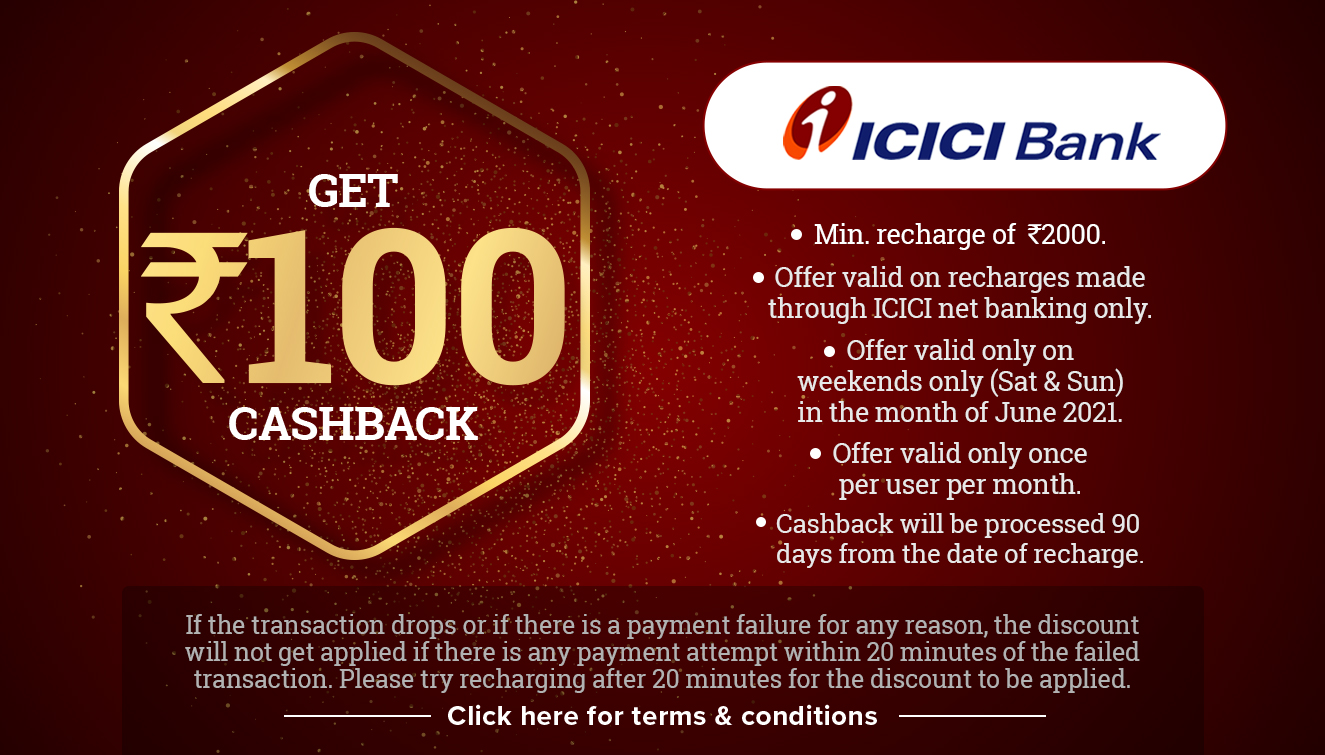 GET
₹100
CASHBACK
i ICICI Bank
• Min. recharge of ₹2000.
• Offer valid on recharges made
through ICICI net banking only.
• Offer valid only on
weekends only (Sat & Sun)
in the month of June 2021.
• Offer valid only once
per user per month.
• Cashback will be processed 90
days from the date of recharge.
If the transaction drops or if there is a payment failure for any reason, the discount
will not get applied if there is any payment attempt within 20 minutes of the failed
transaction. Please try recharging after 20 minutes for the discount to be applied.
Click here for terms & conditions